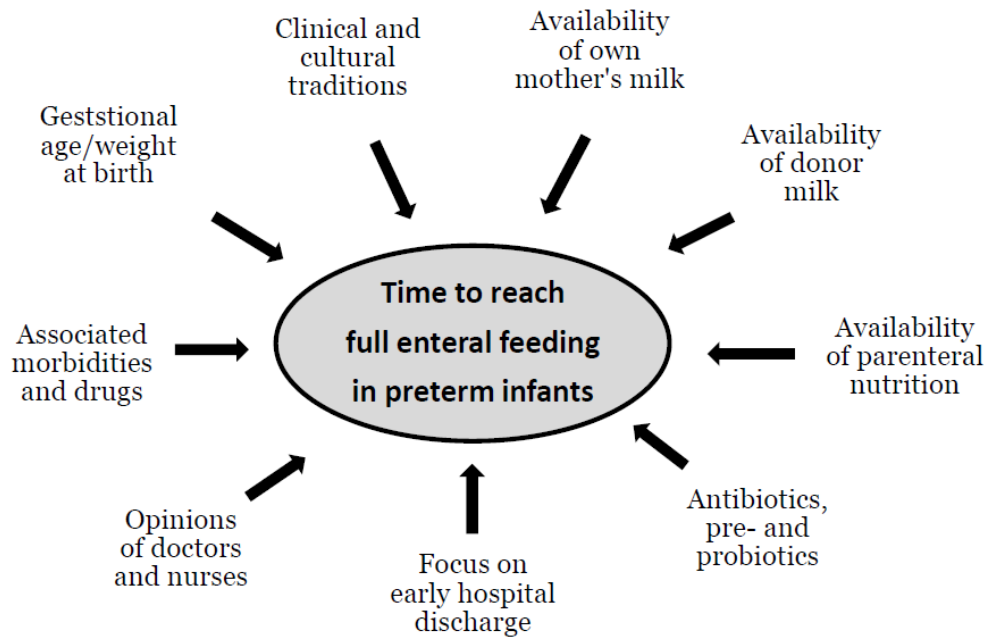 Clinical and
cultural
traditions
Availability
of own
mother's milk
Geststional
age/weight
at birth
Availability
of donor
milk
Time to reach
full enteral feeding
in preterm infants
Associated
morbidities
and drugs
Availability
of parenteral
nutrition
Opinions
of doctors
and nurses
Focus on
early hospital
discharge
Antibiotics,
pre- and
probiotics